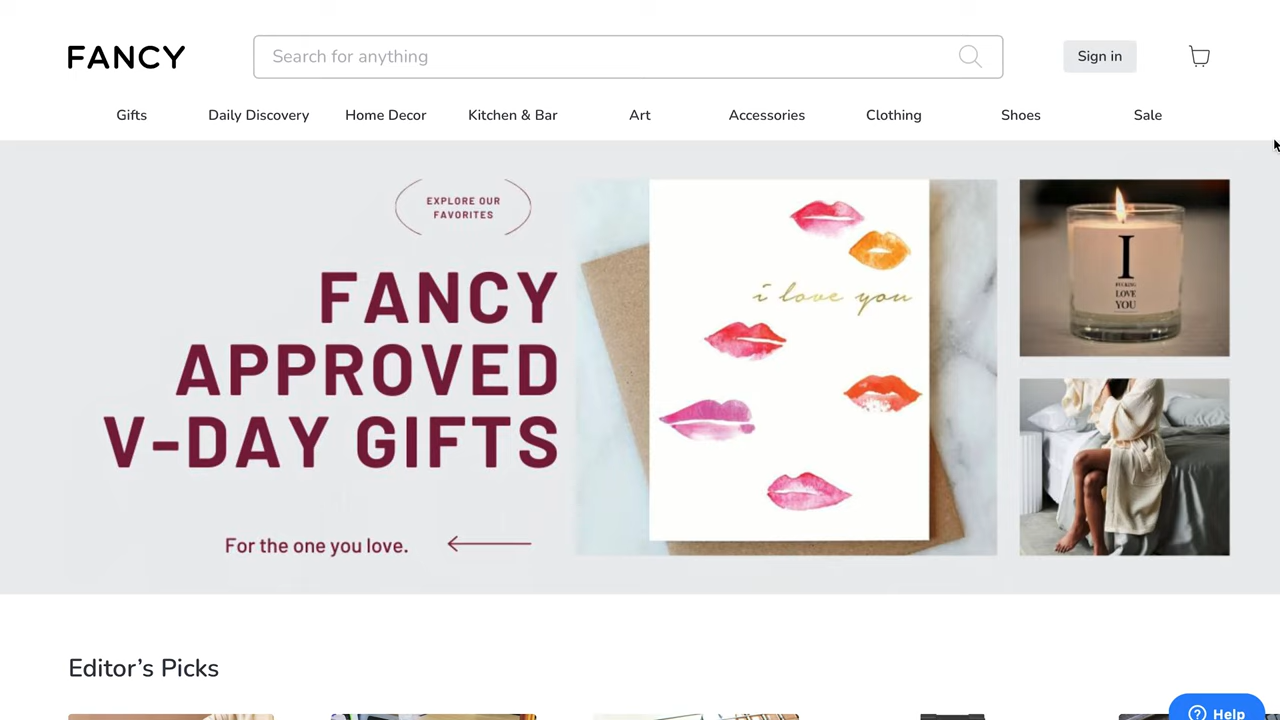 FANCY
Search for anything
Sign in
Gifts
Daily Discovery
Home Decor
Kitchen & Bar
Art
Accessories
Clothing
Shoes
Sale
EXPLORE OUR
FAVORITES
FANCY
APPROVED
V-DAY GIFTS
For the one you love.
i love you
I
FUCKING
LOVE
YOU
Editor’s Picks
Help